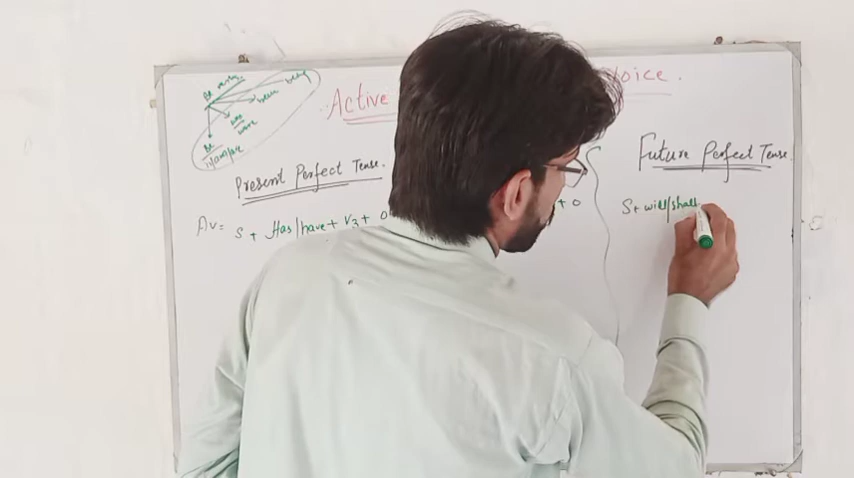 Active
oice.
Present Perfect Tense.
Future Perfect Tense.
AV= S + Has/have + V3 + O
+ O
S+ will/shall